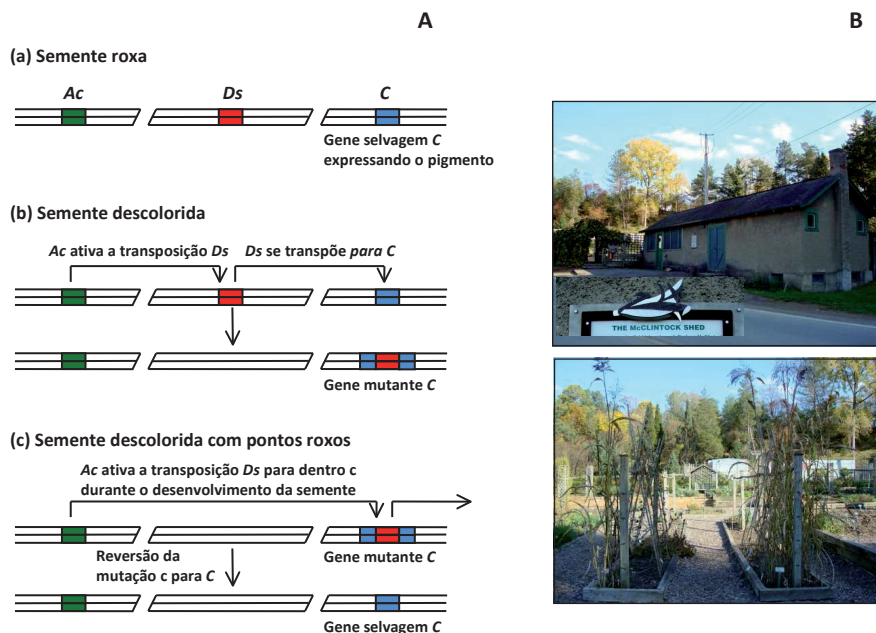 A
B
(a) Semente roxa
Ac
Ds
C
Gene selvagem C
expressando o pigmento
(b) Semente descolorida
Ac ativa a transposição Ds
Ds se transpõe para C
Gene mutante C
(c) Semente descolorida com pontos roxos
Ac ativa a transposição Ds para dentro c
durante o desenvolvimento da semente
Gene mutante C
Reversão da
mutação c para C
Gene selvagem C
THE McCLINTOCK SHED